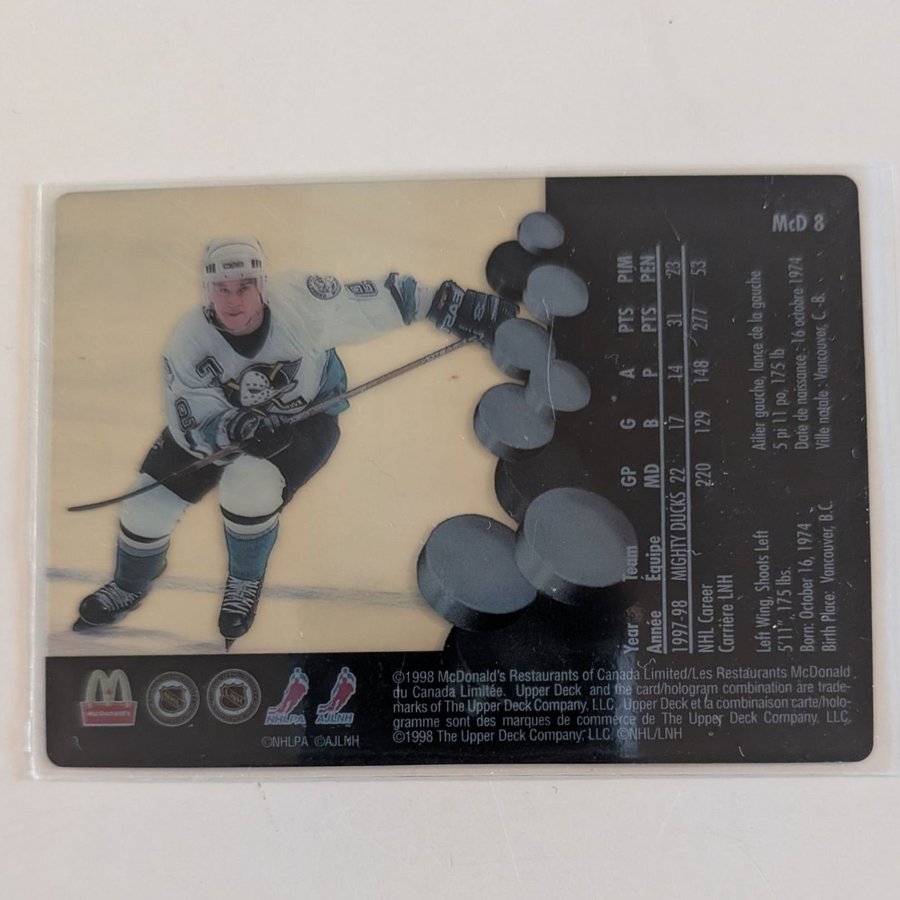 McD 8
Year Team GP G A PTS PIM
Année Équipe MD B P PTS PEN
1997-98 MIGHTY DUCKS 22 17 14 31 23
NHL Career 220 129 148 277 53
Carrière LNH
Left Wing, Shoots Left
5'11", 175 lbs.
Born: October 16, 1974
Birth Place: Vancouver, B.C.
Ailier gauche, lance de la gauche
5 pi 11 po, 175 lb
Date de naissance : 16 octobre 1974
Ville natale : Vancouver, C.-B.
McDonald's
NHLPA
AJLNH
©NHLPA ©AJLNH
©1998 McDonald's Restaurants of Canada Limited/Les Restaurants McDonald
du Canada Limitée. Upper Deck and the card/hologram combination are trade-
marks of The Upper Deck Company, LLC. Upper Deck et la combinaison carte/holo-
gramme sont des marques de commerce de The Upper Deck Company, LLC.
©1998 The Upper Deck Company, LLC. ©NHL/LNH